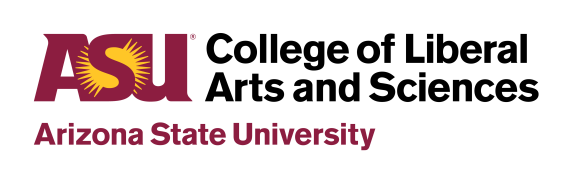 ASU® College of Liberal
Arts and Sciences
Arizona State University